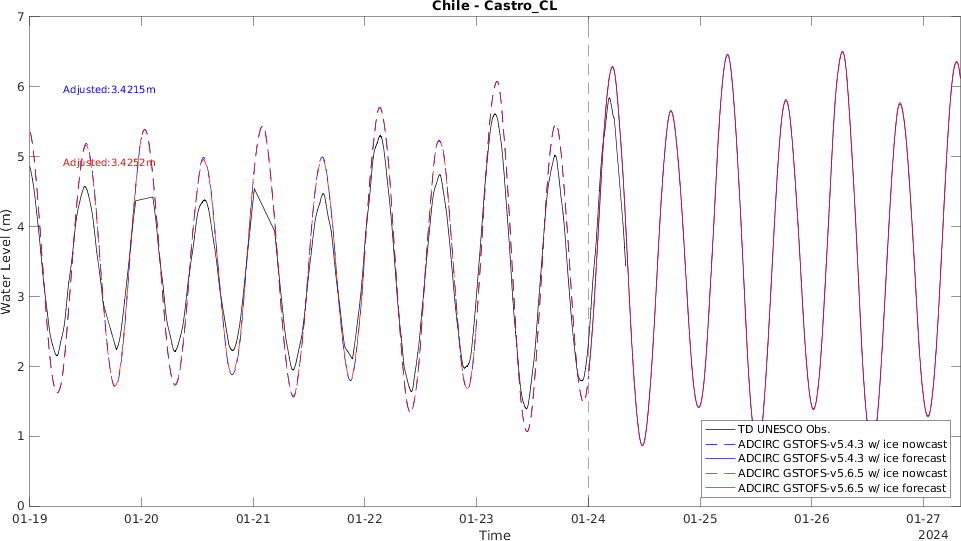 Chile - Castro_CL
7
6
5
4
3
2
1
0
Water Level (m)
Adjusted:3.4215m
Adjusted:3.4252m
TD UNESCO Obs.
ADCIRC GSTOFS-v5.4.3 w/ ice nowcast
ADCIRC GSTOFS-v5.4.3 w/ ice forecast
ADCIRC GSTOFS-v5.6.5 w/ ice nowcast
ADCIRC GSTOFS-v5.6.5 w/ ice forecast
01-19 01-20 01-21 01-22 01-23 01-24 01-25 01-26 01-27
Time
2024